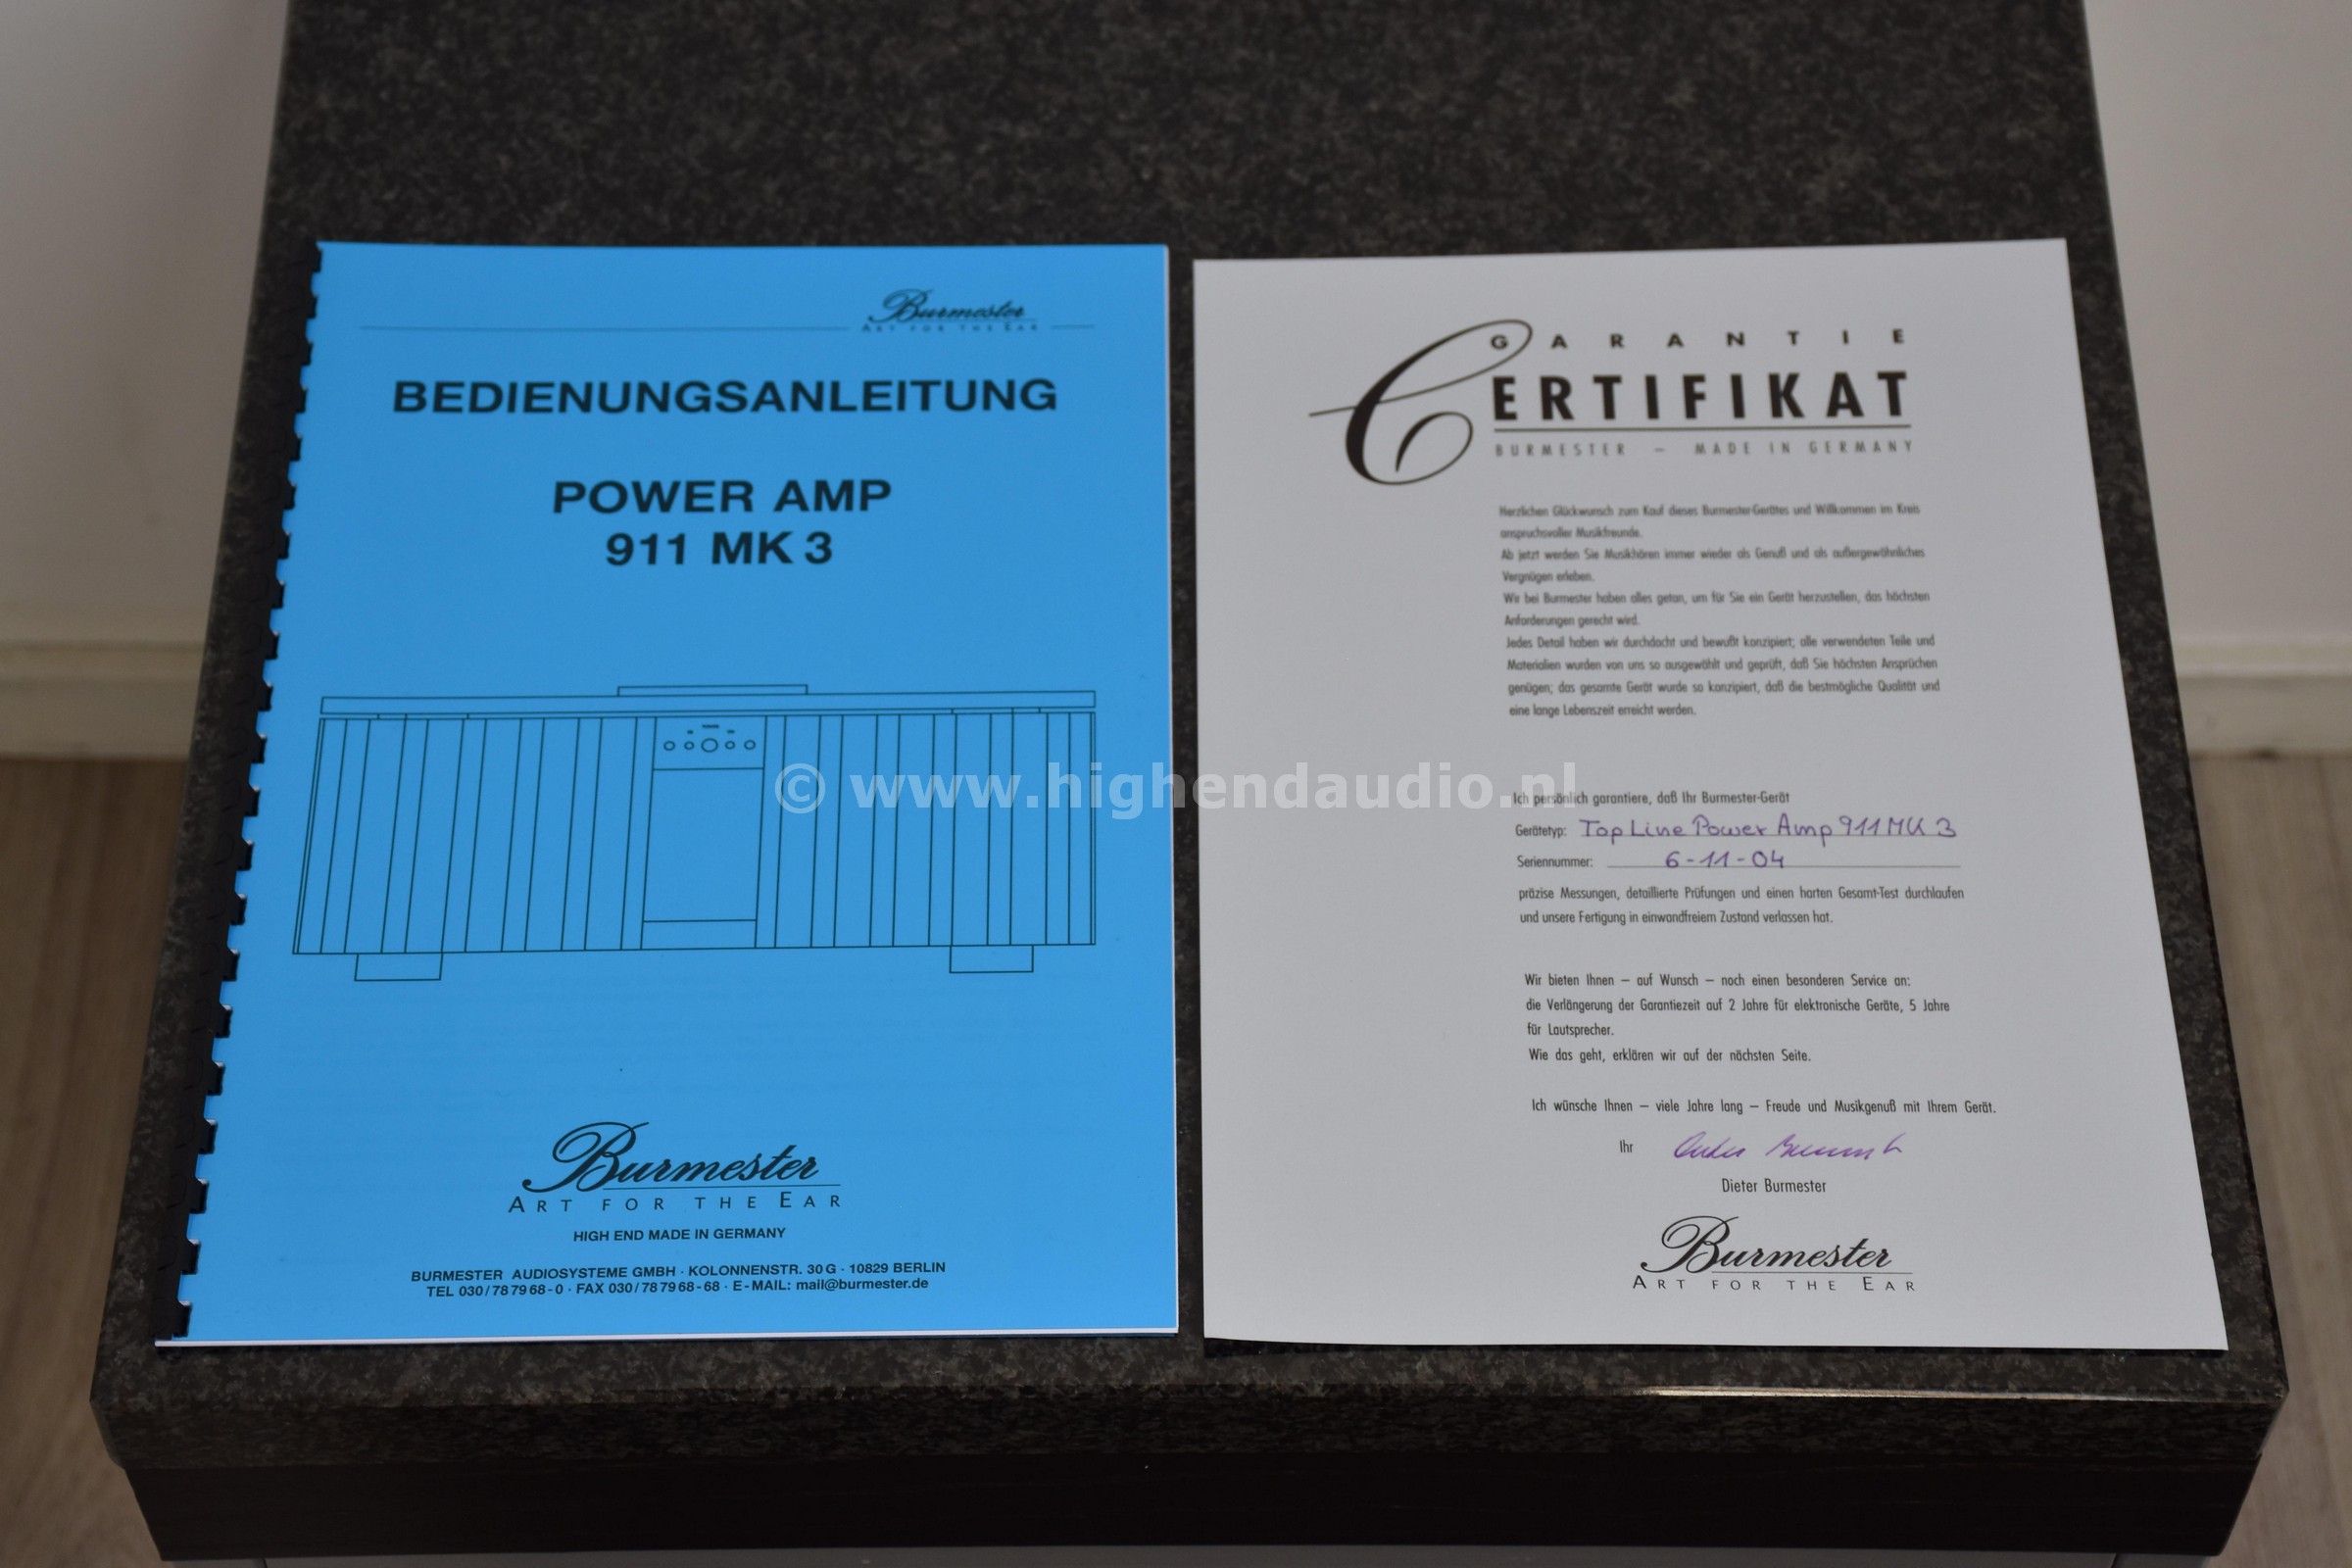 Burmester
ART FOR THE EAR
BEDIENUNGSANLEITUNG
POWER AMP
911 MK 3
Burmester
ART FOR THE EAR
HIGH END MADE IN GERMANY
BURMESTER AUDIOSYSTEME GMBH · KOLONNENSTR. 30 G · 10829 BERLIN
TEL 030 / 78 79 68 - 0 · FAX 030 / 78 79 68 - 68 · E - MAIL: mail@burmester.de
GARANTIE
CERTIFIKAT
BURMESTER – MADE IN GERMANY
Herzlichen Glückwunsch zum Kauf dieses Burmester-Gerätes und Willkommen im Kreis
anspruchsvoller Musikfreunde.
Ab jetzt werden Sie Musikhören immer wieder als Genuß und als außergewöhnliches
Vergnügen erleben.
Wir bei Burmester haben alles getan, um für Sie ein Gerät herzustellen, das höchsten
Anforderungen gerecht wird.
Jedes Detail haben wir durchdacht und bewußt konzipiert; alle verwendeten Teile und
Materialien wurden von uns so ausgewählt und geprüft, daß Sie höchsten Ansprüchen
genügen; das gesamte Gerät wurde so konzipiert, daß die bestmögliche Qualität und
eine lange Lebenszeit erreicht werden.
© www.highendaudio.nl
Ich persönlich garantiere, daß Ihr Burmester-Gerät
Gerätetyp: Top Line Power Amp 911 MK 3
Seriennummer: 6-11-04
präzise Messungen, detaillierte Prüfungen und einen harten Gesamt-Test durchlaufen
und unsere Fertigung in einwandfreiem Zustand verlassen hat.
Wir bieten Ihnen – auf Wunsch – noch einen besonderen Service an:
die Verlängerung der Garantiezeit auf 2 Jahre für elektronische Geräte, 5 Jahre
für Lautsprecher.
Wie das geht, erklären wir auf der nächsten Seite.
Ich wünsche Ihnen – viele Jahre lang – Freude und Musikgenuß mit Ihrem Gerät.
Ihr
Dieter Burmester
Burmester
ART FOR THE EAR